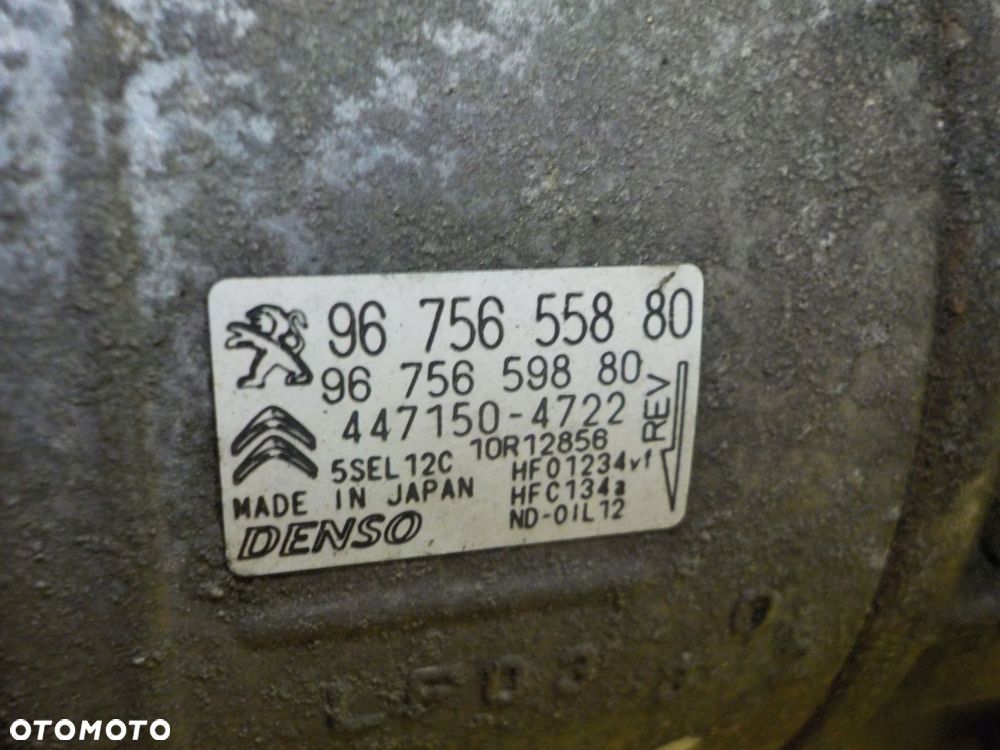 96 756 558 80
96 756 598 80
447150-4722
5SEL12C 10R12856
HFO1234yf
MADE IN JAPAN HFC134a
DENSO ND-OIL12
REV
OTOMOTO